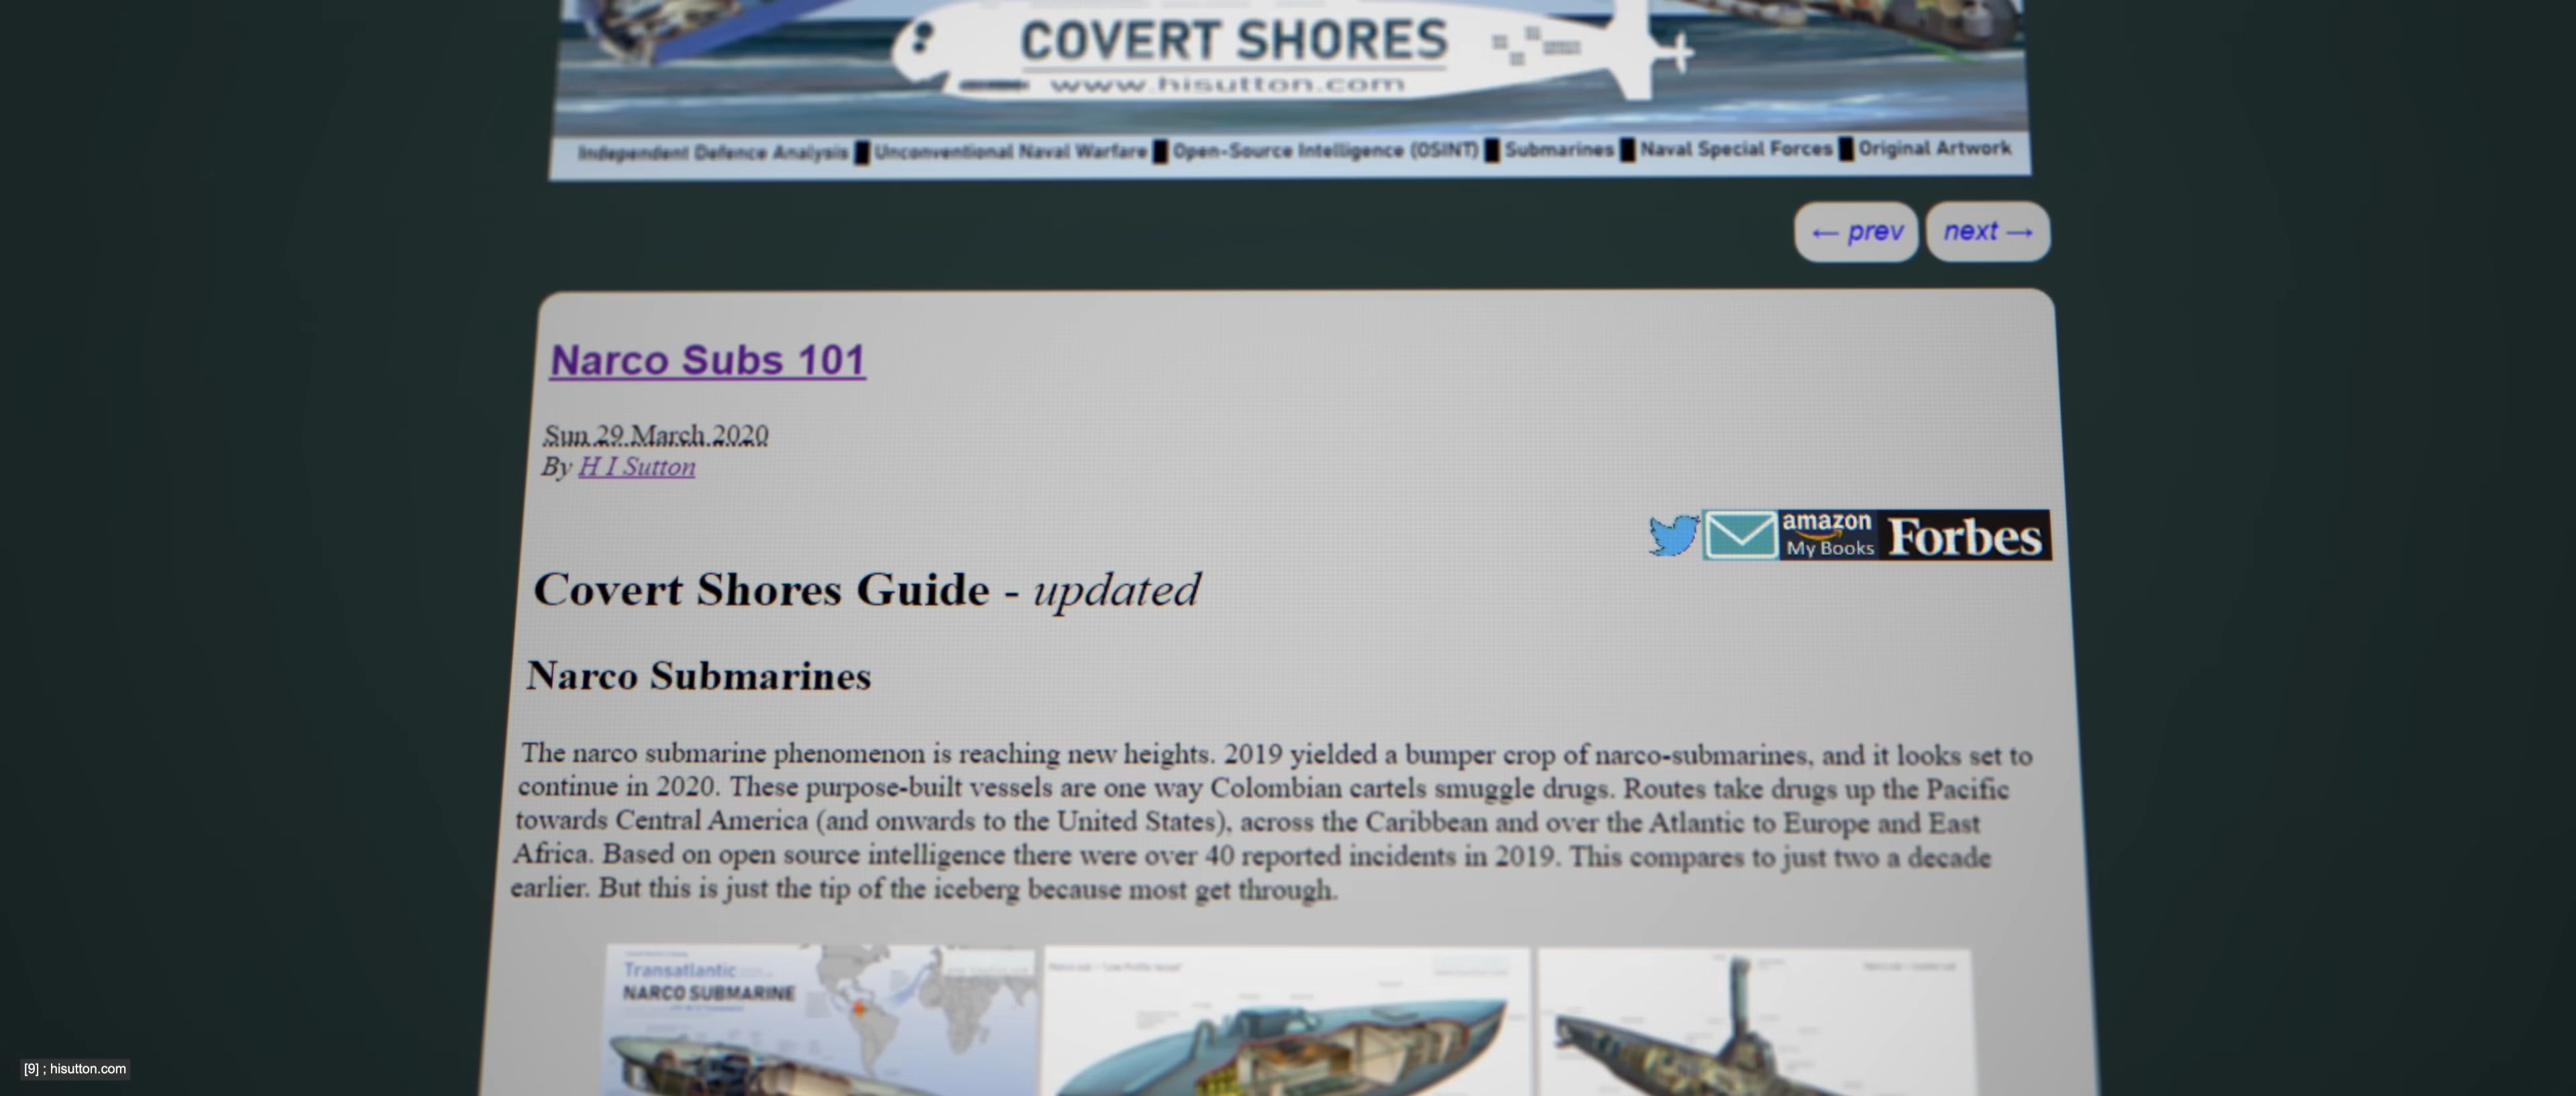 COVERT SHORES
www.hisutton.com
Independent Defence Analysis Unconventional Naval Warfare Open-Source Intelligence (OSINT) Submarines Naval Special Forces Original Artwork
← prev next →
Narco Subs 101
Sun 29 March 2020
By H I Sutton
amazon
My Books
Forbes
Covert Shores Guide - updated
Narco Submarines
The narco submarine phenomenon is reaching new heights. 2019 yielded a bumper crop of narco-submarines, and it looks set to
continue in 2020. These purpose-built vessels are one way Colombian cartels smuggle drugs. Routes take drugs up the Pacific
towards Central America (and onwards to the United States), across the Caribbean and over the Atlantic to Europe and East
Africa. Based on open source intelligence there were over 40 reported incidents in 2019. This compares to just two a decade
earlier. But this is just the tip of the iceberg because most get through.
Transatlantic
NARCO SUBMARINE
[9] ; hisutton.com